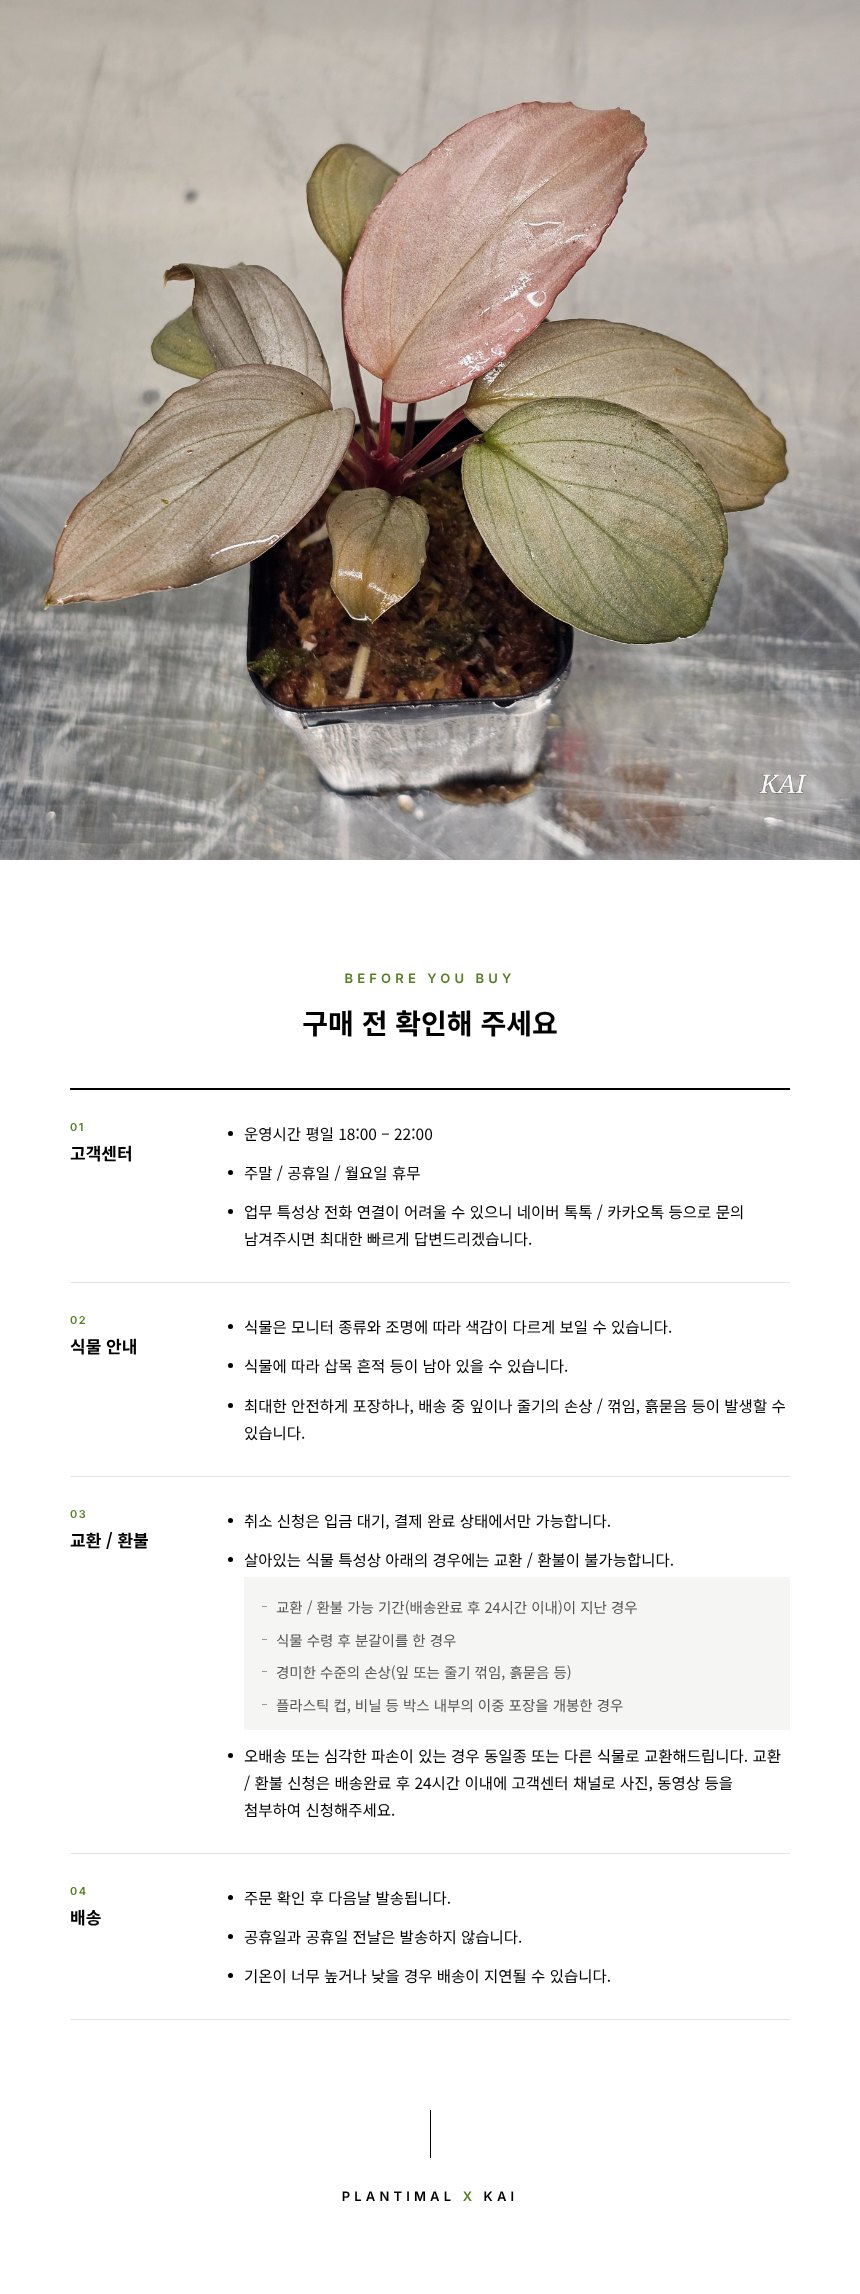 KAI
BEFORE YOU BUY
구매 전 확인해 주세요
01
고객센터
운영시간 평일 18:00 – 22:00
주말 / 공휴일 / 월요일 휴무
업무 특성상 전화 연결이 어려울 수 있으니 네이버 톡톡 / 카카오톡 등으로 문의
남겨주시면 최대한 빠르게 답변드리겠습니다.
02
식물 안내
식물은 모니터 종류와 조명에 따라 색감이 다르게 보일 수 있습니다.
식물에 따라 삽목 흔적 등이 남아 있을 수 있습니다.
최대한 안전하게 포장하나, 배송 중 잎이나 줄기의 손상 / 꺾임, 흙묻음 등이 발생할 수
있습니다.
03
교환 / 환불
취소 신청은 입금 대기, 결제 완료 상태에서만 가능합니다.
살아있는 식물 특성상 아래의 경우에는 교환 / 환불이 불가능합니다.
– 교환 / 환불 가능 기간(배송완료 후 24시간 이내)이 지난 경우
– 식물 수령 후 분갈이를 한 경우
– 경미한 수준의 손상(잎 또는 줄기 꺾임, 흙묻음 등)
– 플라스틱 컵, 비닐 등 박스 내부의 이중 포장을 개봉한 경우
오배송 또는 심각한 파손이 있는 경우 동일종 또는 다른 식물로 교환해드립니다. 교환
/ 환불 신청은 배송완료 후 24시간 이내에 고객센터 채널로 사진, 동영상 등을
첨부하여 신청해주세요.
04
배송
주문 확인 후 다음날 발송됩니다.
공휴일과 공휴일 전날은 발송하지 않습니다.
기온이 너무 높거나 낮을 경우 배송이 지연될 수 있습니다.
PLANTIMAL X KAI